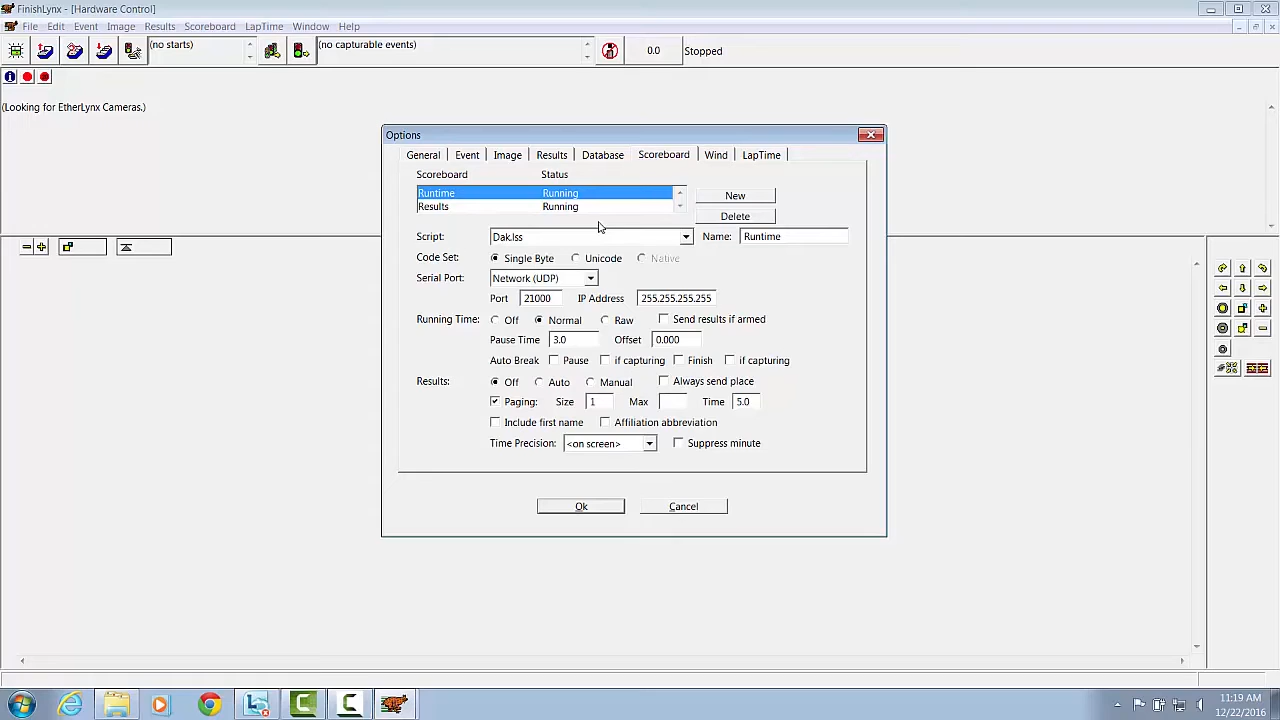 FinishLynx - [Hardware Control]
File Edit Event Image Results Scoreboard LapTime Window Help
(no starts) (no capturable events) 0.0 Stopped
(Looking for EtherLynx Cameras.)
Options
General Event Image Results Database Scoreboard Wind LapTime
Scoreboard Status
Runtime Running New
Results Running Delete
Script: Dak.lss Name: Runtime
Code Set: Single Byte Unicode Native
Serial Port: Network (UDP)
Port 21000 IP Address 255.255.255.255
Running Time: Off Normal Raw Send results if armed
Pause Time 3.0 Offset 0.000
Auto Break Pause if capturing Finish if capturing
Results: Off Auto Manual Always send place
Paging: Size 1 Max Time 5.0
Include first name Affiliation abbreviation
Time Precision: <on screen> Suppress minute
Ok Cancel
11:19 AM
12/22/2016